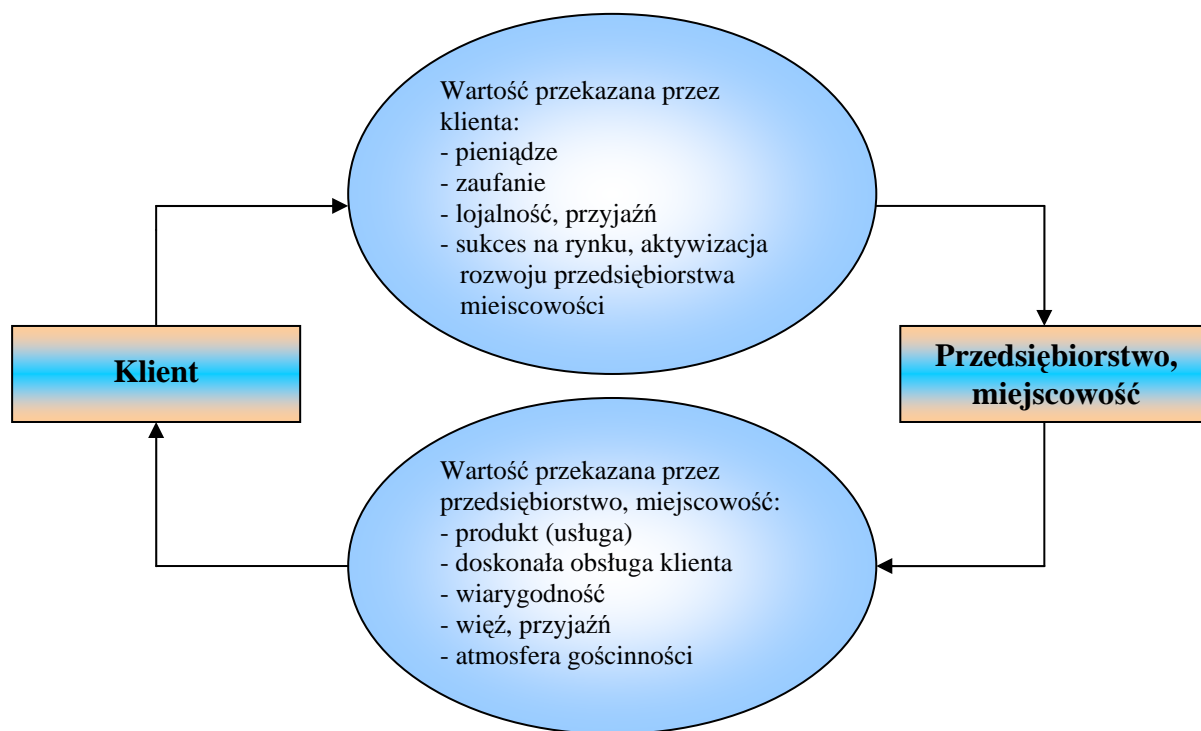 Wartość przekazana przez
klienta:
- pieniądze
- zaufanie
- lojalność, przyjaźń
- sukces na rynku, aktywizacja
rozwoju przedsiębiorstwa
miejscowości
Klient
Przedsiębiorstwo,
miejscowość
Wartość przekazana przez
przedsiębiorstwo, miejscowość:
- produkt (usługa)
- doskonała obsługa klienta
- wiarygodność
- więź, przyjaźń
- atmosfera gościnności